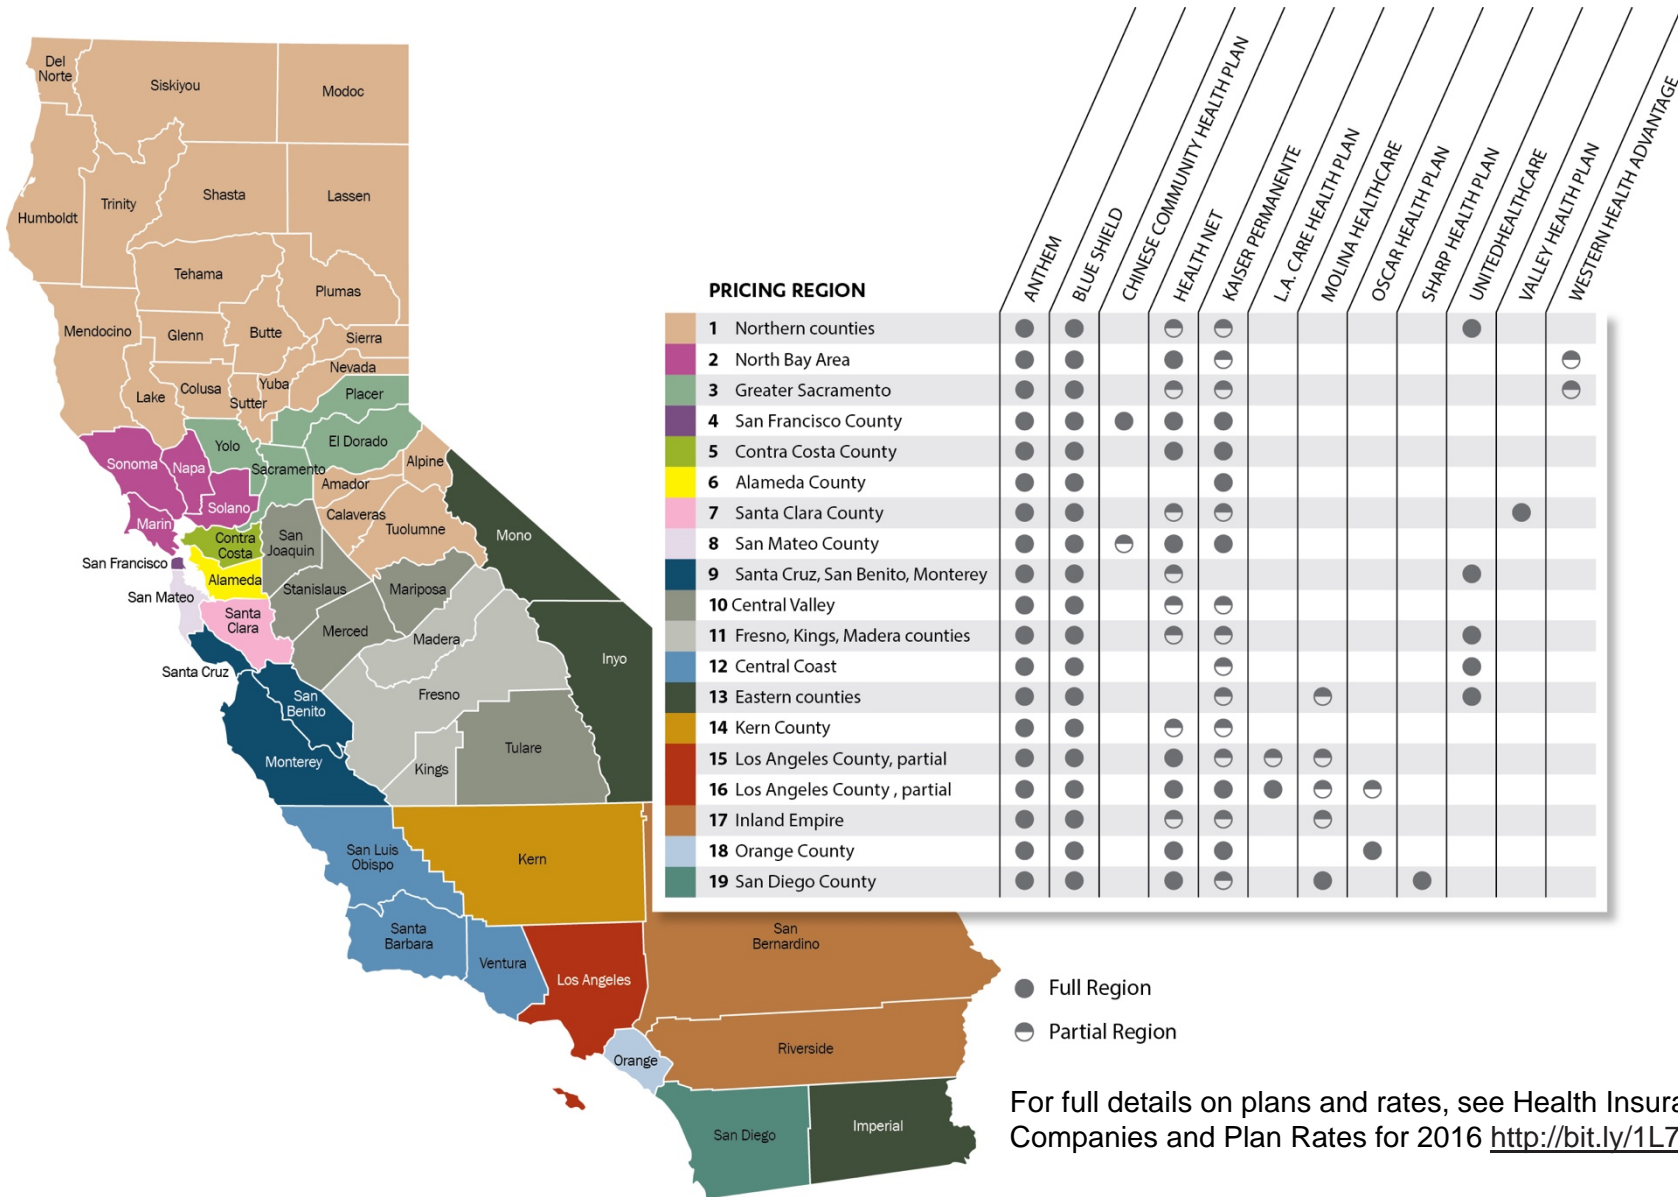 Del
Norte
Siskiyou
Modoc
Humboldt
Trinity
Shasta
Lassen
Tehama
Plumas
Mendocino
Glenn
Butte
Sierra
Lake
Colusa
Sutter
Yuba
Nevada
Placer
Yolo
El Dorado
Sonoma
Napa
Sacramento
Alpine
Solano
Amador
Marin
Calaveras
Tuolumne
Mono
Contra
Costa
San
Joaquin
San Francisco
Alameda
Stanislaus
Mariposa
San Mateo
Santa
Clara
Merced
Madera
Inyo
Santa Cruz
San
Benito
Fresno
Monterey
Kings
Tulare
San Luis
Obispo
Kern
Santa
Barbara
Ventura
Los Angeles
San
Bernardino
Orange
Riverside
San Diego
Imperial
ANTHEM
BLUE SHIELD
CHINESE COMMUNITY HEALTH PLAN
HEALTH NET
KAISER PERMANENTE
L.A. CARE HEALTH PLAN
MOLINA HEALTHCARE
OSCAR HEALTH PLAN
SHARP HEALTH PLAN
UNITEDHEALTHCARE
VALLEY HEALTH PLAN
WESTERN HEALTH ADVANTAGE
PRICING REGION
1 Northern counties
2 North Bay Area
3 Greater Sacramento
4 San Francisco County
5 Contra Costa County
6 Alameda County
7 Santa Clara County
8 San Mateo County
9 Santa Cruz, San Benito, Monterey
10 Central Valley
11 Fresno, Kings, Madera counties
12 Central Coast
13 Eastern counties
14 Kern County
15 Los Angeles County, partial
16 Los Angeles County , partial
17 Inland Empire
18 Orange County
19 San Diego County
Full Region
Partial Region
For full details on plans and rates, see Health Insura
Companies and Plan Rates for 2016 http://bit.ly/1L7